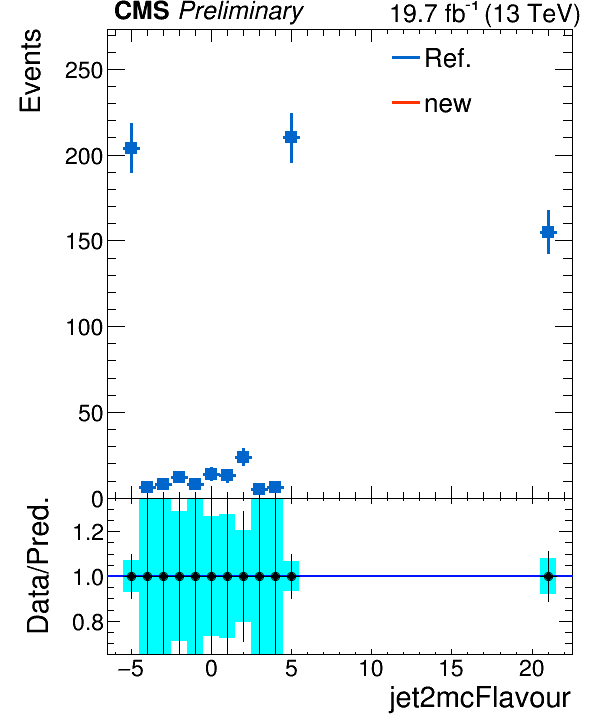 CMS Preliminary 19.7 fb⁻¹ (13 TeV)
Events
Ref.
new
250
200
150
100
50
0
Data/Pred.
1.2
1.0
0.8
−5 0 5 10 15 20
jet2mcFlavour